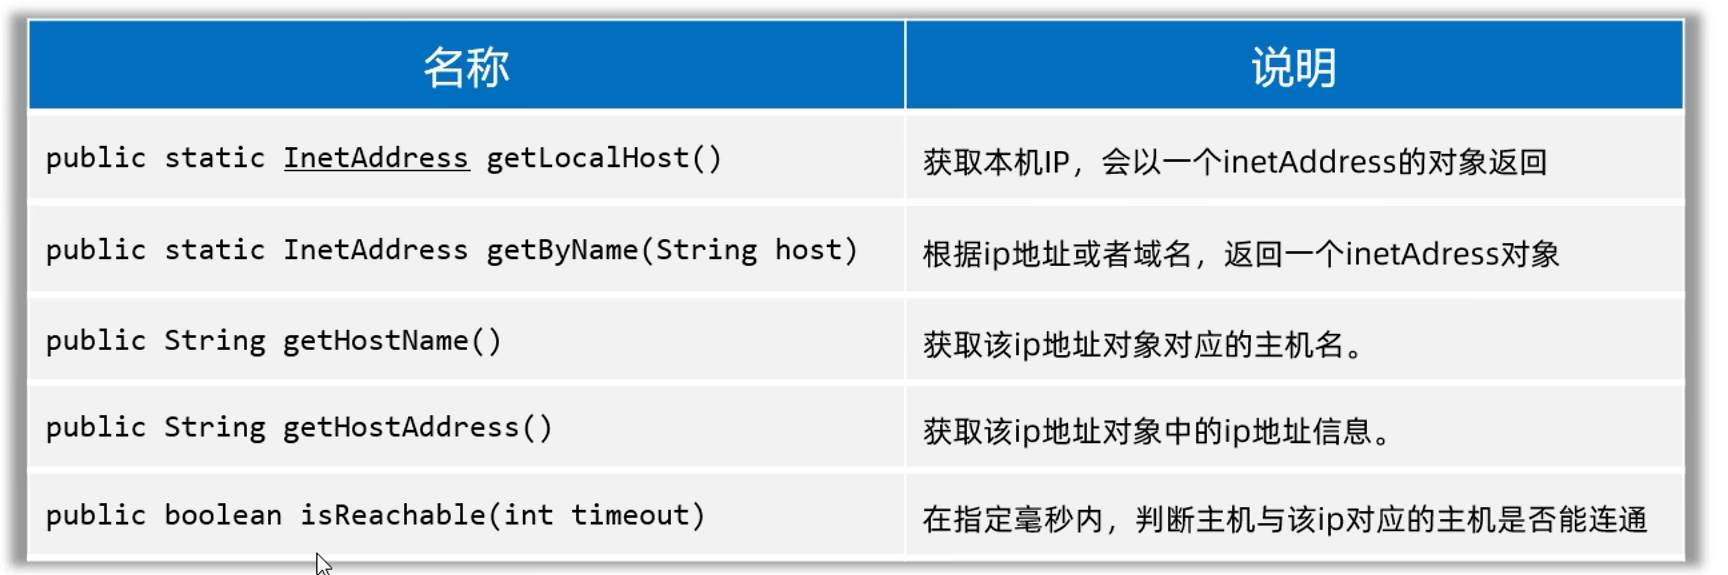 名称
说明
public static InetAddress getLocalHost()
获取本机IP，会以一个inetAddress的对象返回
public static InetAddress getByName(String host)
根据ip地址或者域名，返回一个inetAdress对象
public String getHostName()
获取该ip地址对象对应的主机名。
public String getHostAddress()
获取该ip地址对象中的ip地址信息。
public boolean isReachable(int timeout)
在指定毫秒内，判断主机与该ip对应的主机是否能连通